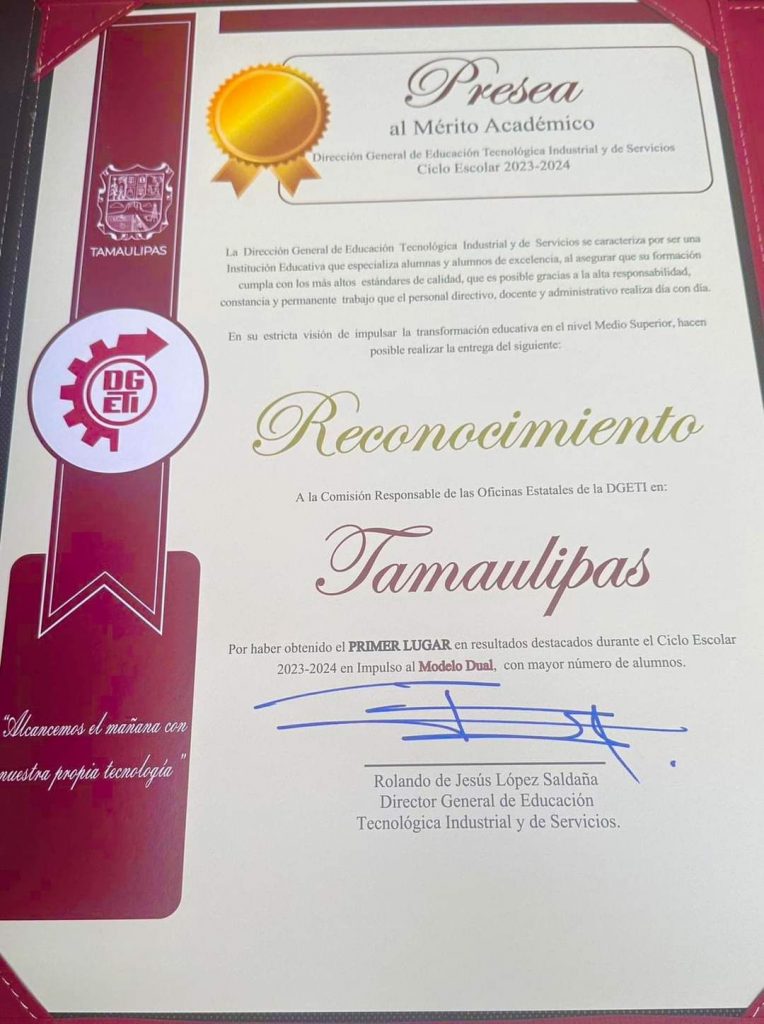 Presea
al Mérito Académico
Dirección General de Educación Tecnológica Industrial y de Servicios
Ciclo Escolar 2023-2024
TAMAULIPAS
La Dirección General de Educación Tecnológica Industrial y de Servicios se caracteriza por ser una
Institución Educativa que especializa alumnas y alumnos de excelencia, al asegurar que su formación
cumpla con los más altos estándares de calidad, que es posible gracias a la alta responsabilidad,
constancia y permanente trabajo que el personal directivo, docente y administrativo realiza día con día.
En su estricta visión de impulsar la transformación educativa en el nivel Medio Superior, hacen
posible realizar la entrega del siguiente:
DG
ETI
Reconocimiento
A la Comisión Responsable de las Oficinas Estatales de la DGETI en:
Tamaulipas
Por haber obtenido el PRIMER LUGAR en resultados destacados durante el Ciclo Escolar
2023-2024 en Impulso al Modelo Dual, con mayor número de alumnos.
"Alcancemos el mañana con
nuestra propia tecnología"
Rolando de Jesús López Saldaña
Director General de Educación
Tecnológica Industrial y de Servicios.